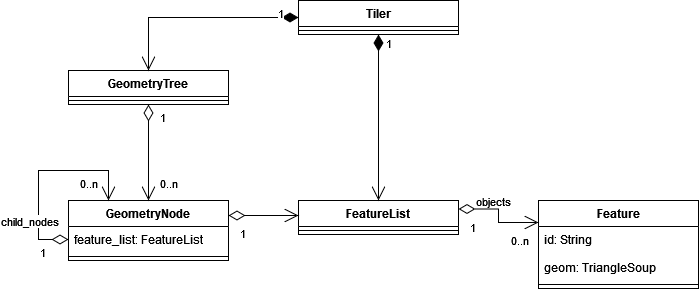 Tiler
1
1
GeometryTree
1
0..n
0..n
child_nodes
1
GeometryNode
feature_list: FeatureList
1
FeatureList
objects
1
0..n
Feature
id: String
geom: TriangleSoup